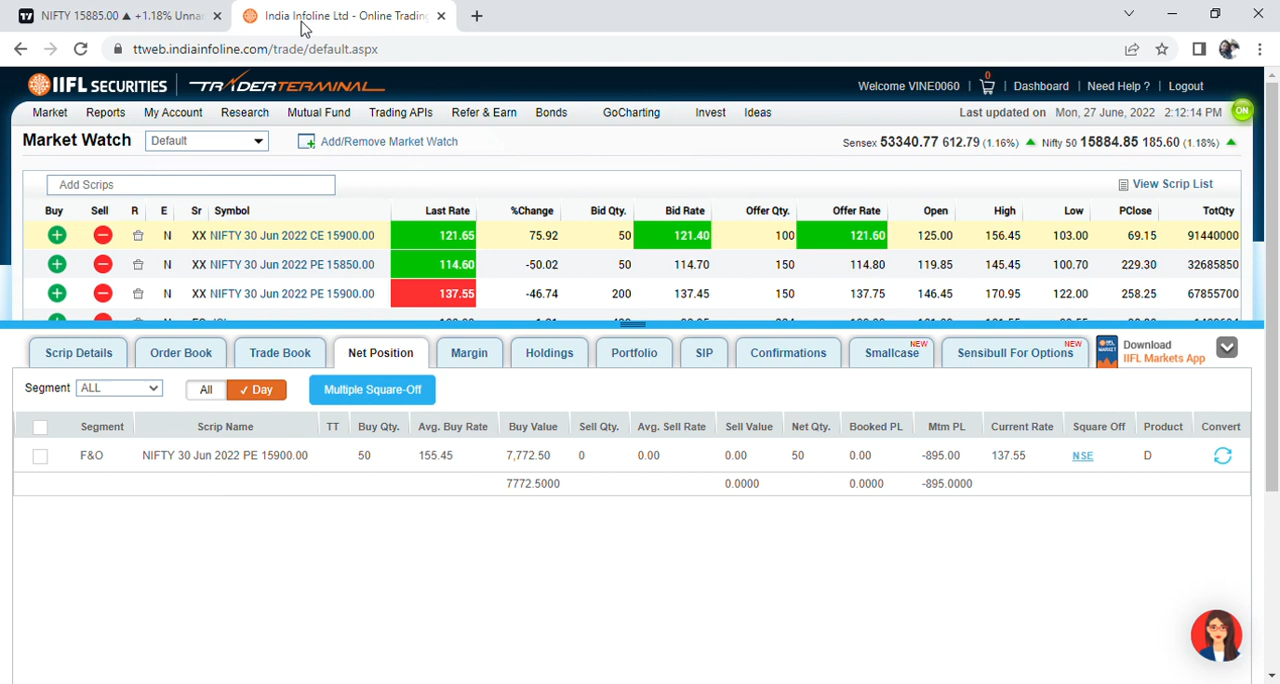 NIFTY 15885.00 ▲ +1.18% Unna
India Infoline Ltd - Online Trading
ttweb.indiainfoline.com/trade/default.aspx
IIFL SECURITIES TRADER TERMINAL
Welcome VINE0060 | 0 | Dashboard | Need Help ? | Logout
Market Reports My Account Research Mutual Fund Trading APIs Refer & Earn Bonds GoCharting Invest Ideas Last updated on Mon, 27 June, 2022 2:12:14 PM ON
Market Watch Default Add/Remove Market Watch Sensex 53340.77 612.79 (1.16%) ▲ Nifty 50 15884.85 185.60 (1.18%) ▲
Add Scrips View Scrip List
Buy Sell R E Sr Symbol Last Rate %Change Bid Qty. Bid Rate Offer Qty. Offer Rate Open High Low PClose TotQty
N XX NIFTY 30 Jun 2022 CE 15900.00 121.65 75.92 50 121.40 100 121.60 125.00 156.45 103.00 69.15 91440000
N XX NIFTY 30 Jun 2022 PE 15850.00 114.60 -50.02 50 114.70 150 114.80 119.85 145.45 100.70 229.30 32685850
N XX NIFTY 30 Jun 2022 PE 15900.00 137.55 -46.74 200 137.45 150 137.75 146.45 170.95 122.00 258.25 67855700
Scrip Details Order Book Trade Book Net Position Margin Holdings Portfolio SIP Confirmations Smallcase NEW Sensibull For Options NEW Download
IIFL Markets App
Segment ALL All ✓ Day Multiple Square-Off
Segment Scrip Name TT Buy Qty. Avg. Buy Rate Buy Value Sell Qty. Avg. Sell Rate Sell Value Net Qty. Booked PL Mtm PL Current Rate Square Off Product Convert
F&O NIFTY 30 Jun 2022 PE 15900.00 50 155.45 7,772.50 0 0.00 0.00 50 0.00 -895.00 137.55 NSE D
7772.5000 0.0000 0.0000 -895.0000